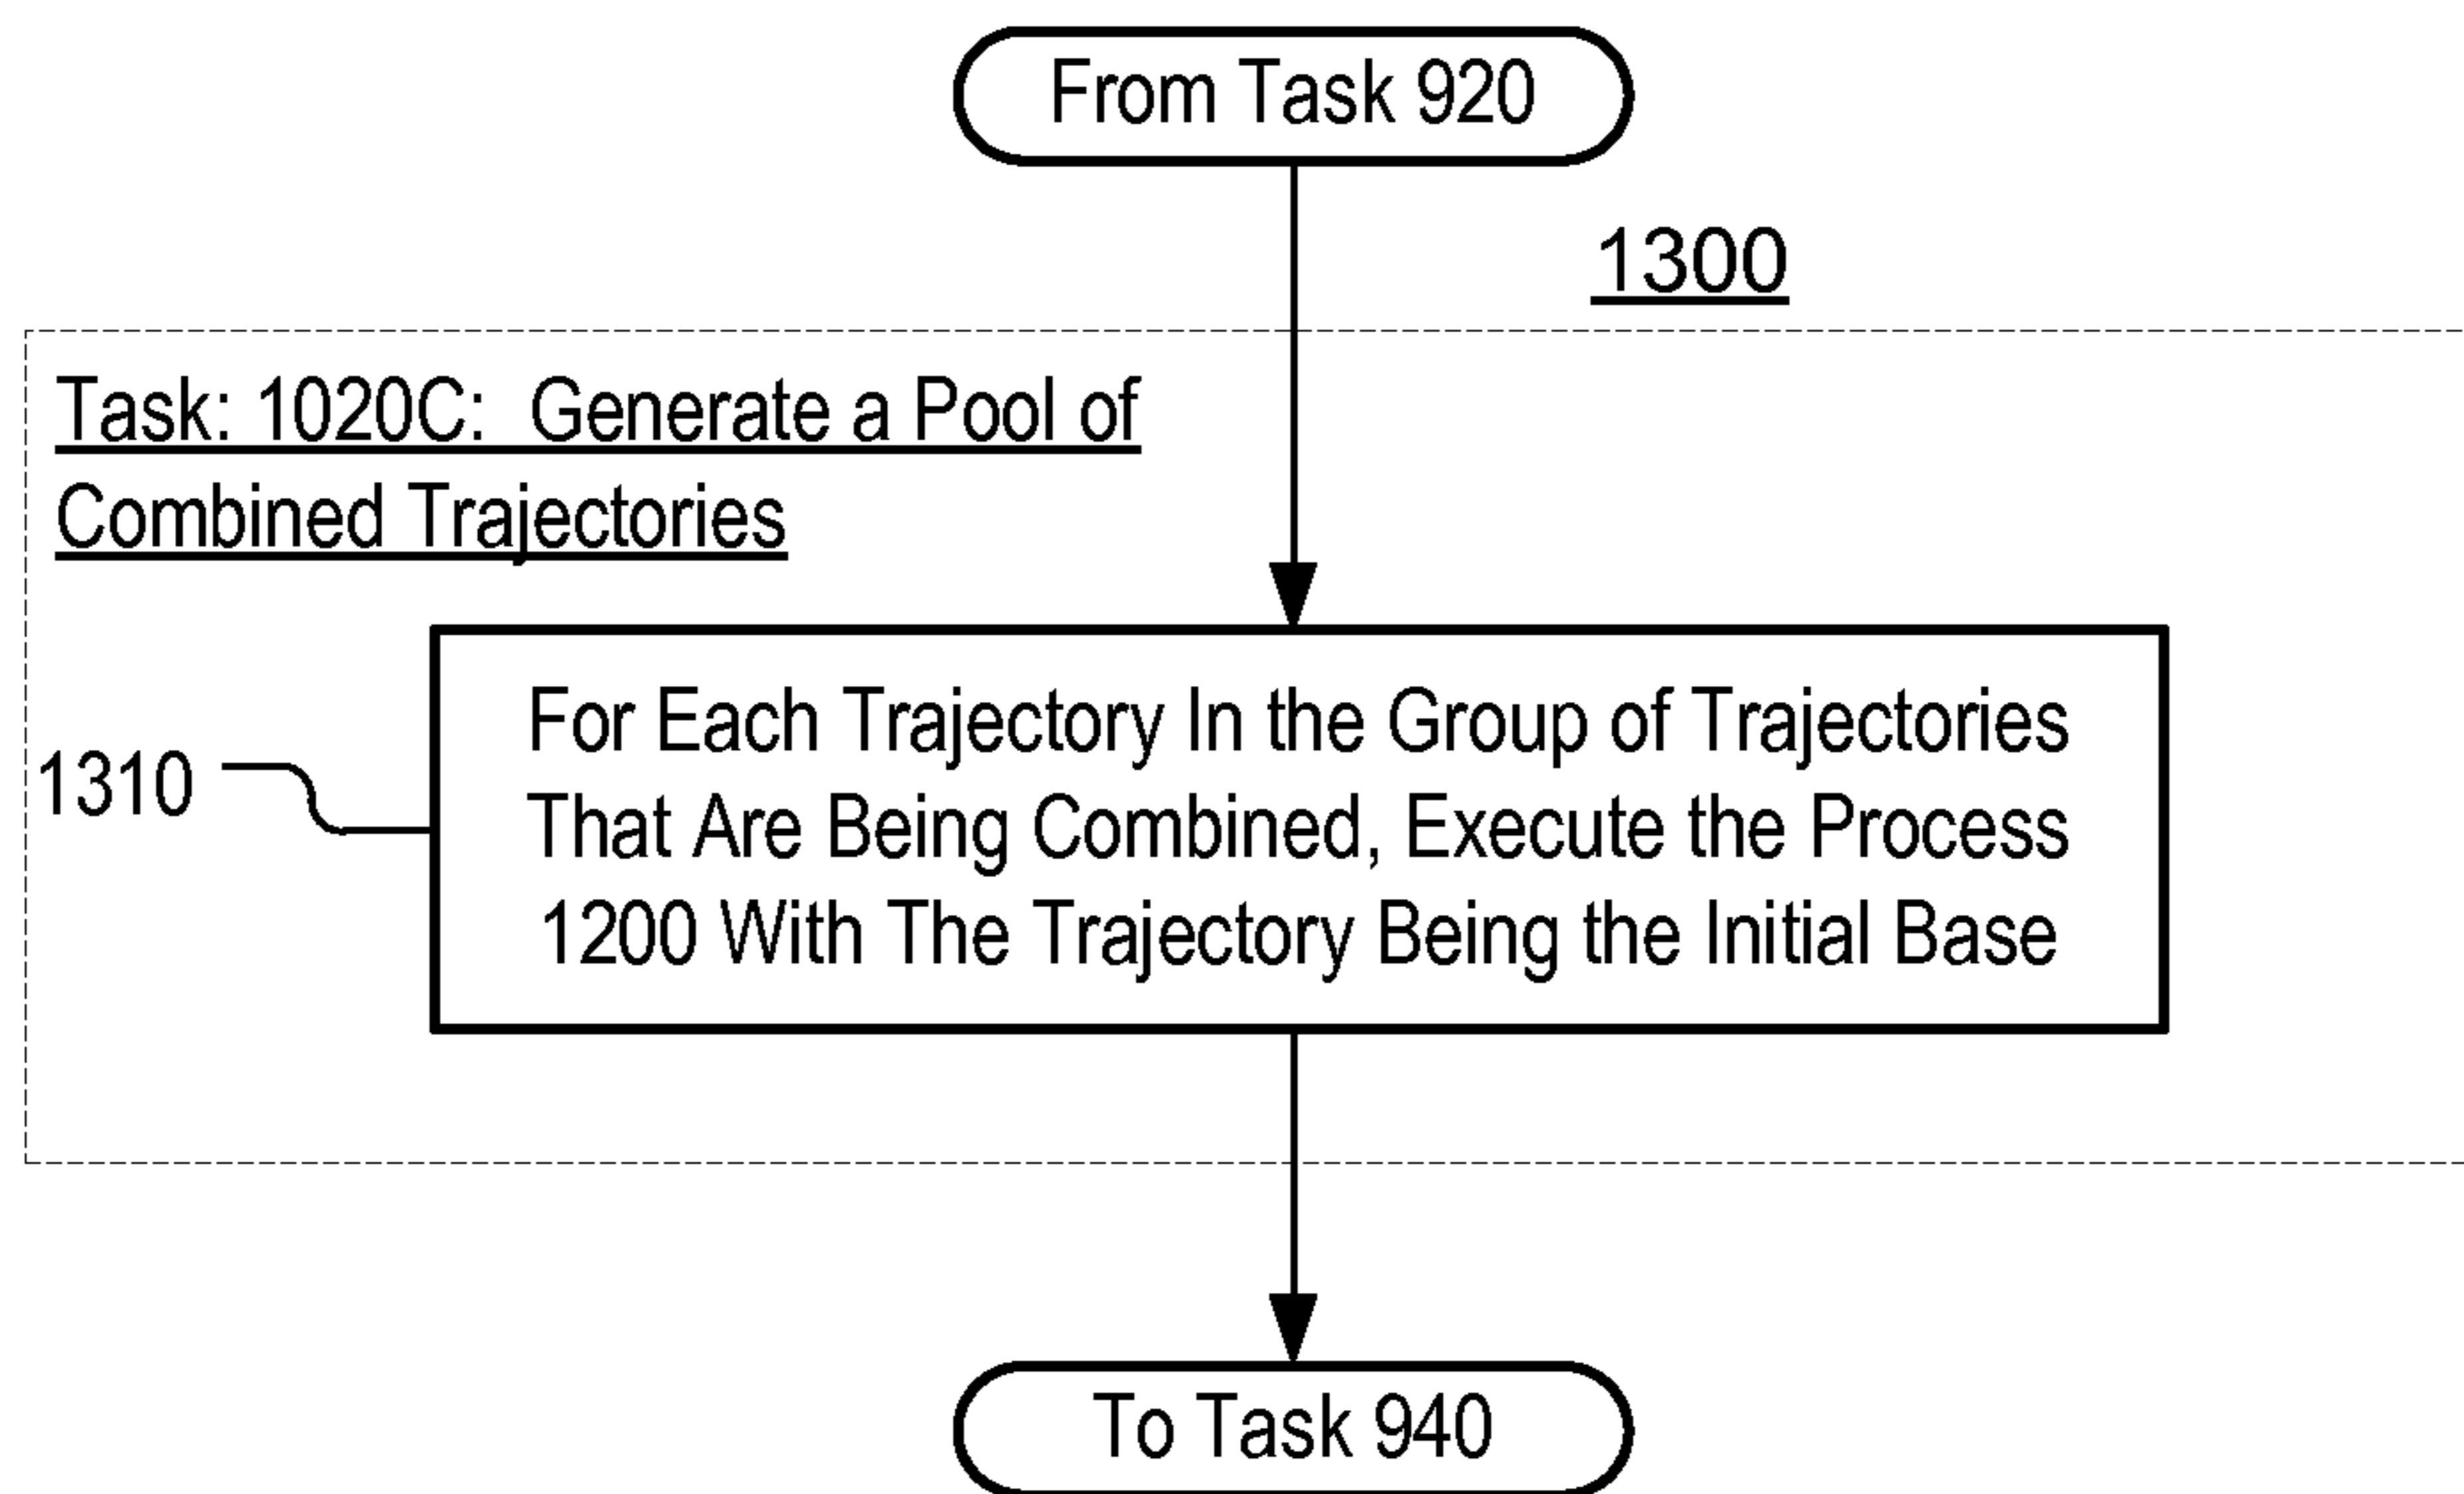 From Task 920
1300
Task: 1020C: Generate a Pool of
Combined Trajectories
For Each Trajectory In the Group of Trajectories
That Are Being Combined, Execute the Process
1200 With The Trajectory Being the Initial Base
1310
To Task 940